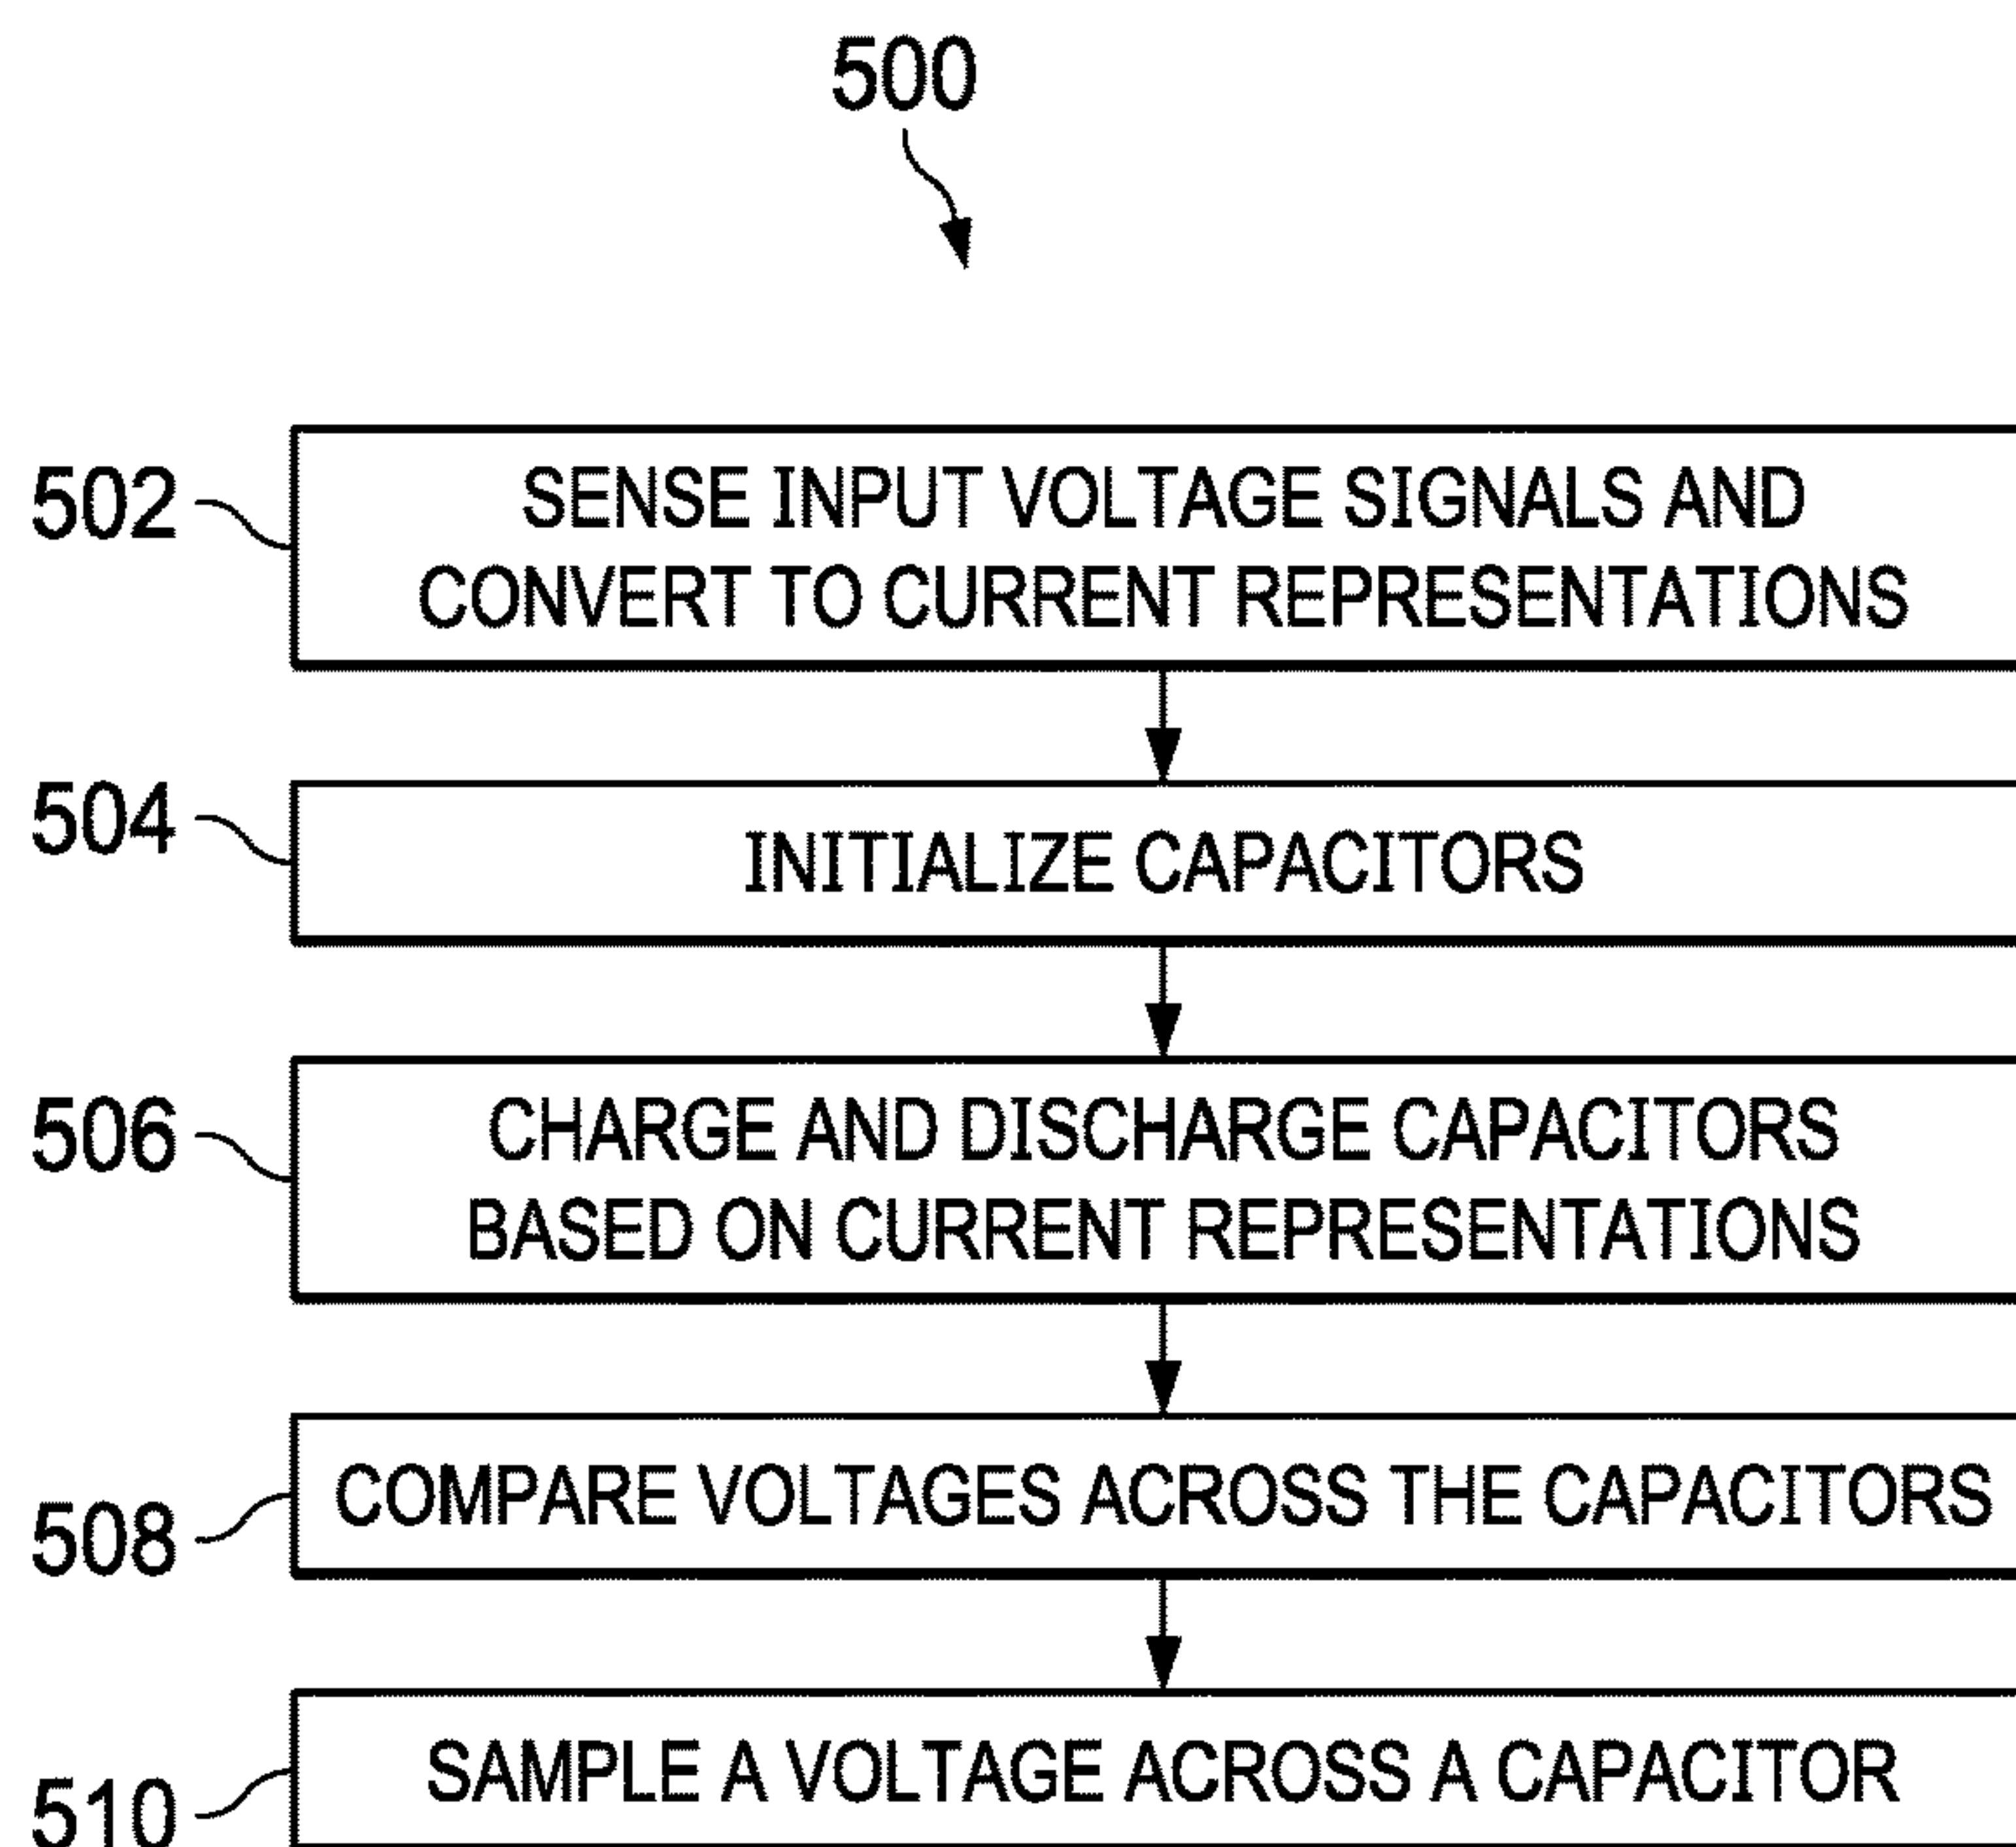 500
502
SENSE INPUT VOLTAGE SIGNALS AND
CONVERT TO CURRENT REPRESENTATIONS
504
INITIALIZE CAPACITORS
506
CHARGE AND DISCHARGE CAPACITORS
BASED ON CURRENT REPRESENTATIONS
508
COMPARE VOLTAGES ACROSS THE CAPACITORS
510
SAMPLE A VOLTAGE ACROSS A CAPACITOR